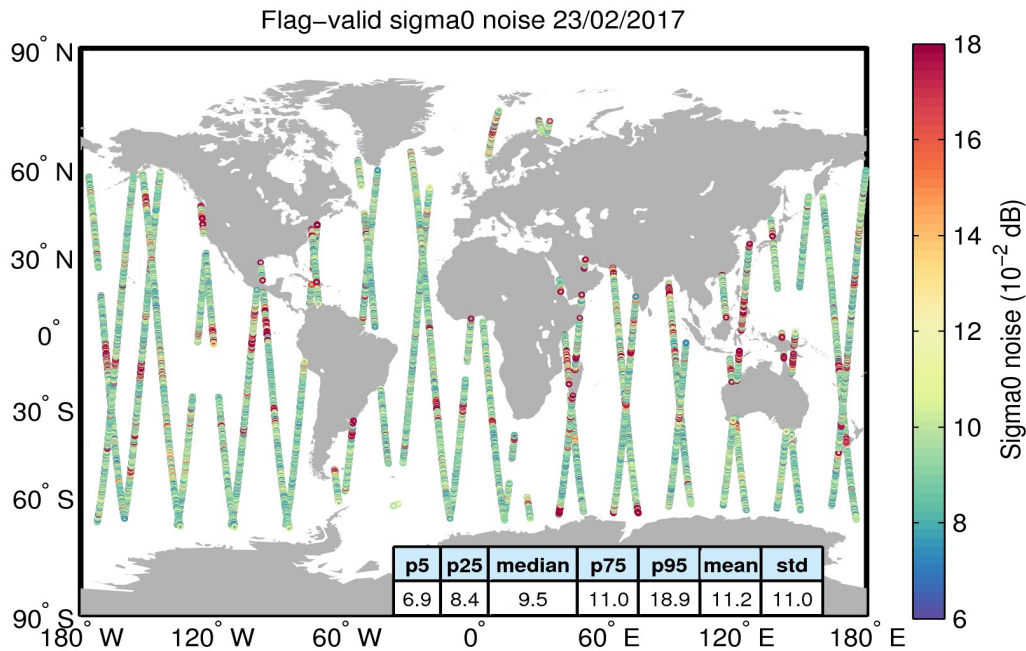 Flag−valid sigma0 noise 23/02/2017
90° N
60° N
30° N
0°
30° S
60° S
90° S
180° W
120° W
60° W
0°
60° E
120° E
180° E
p5 p25 median p75 p95 mean std
6.9 8.4 9.5 11.0 18.9 11.2 11.0
18
16
14
12
10
8
6
Sigma0 noise (10⁻² dB)